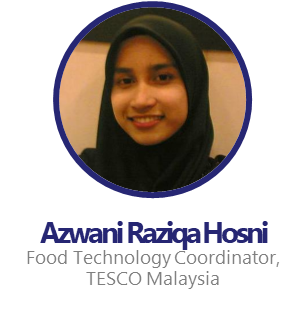 Azwani Raziqa Hosni
Food Technology Coordinator,
TESCO Malaysia